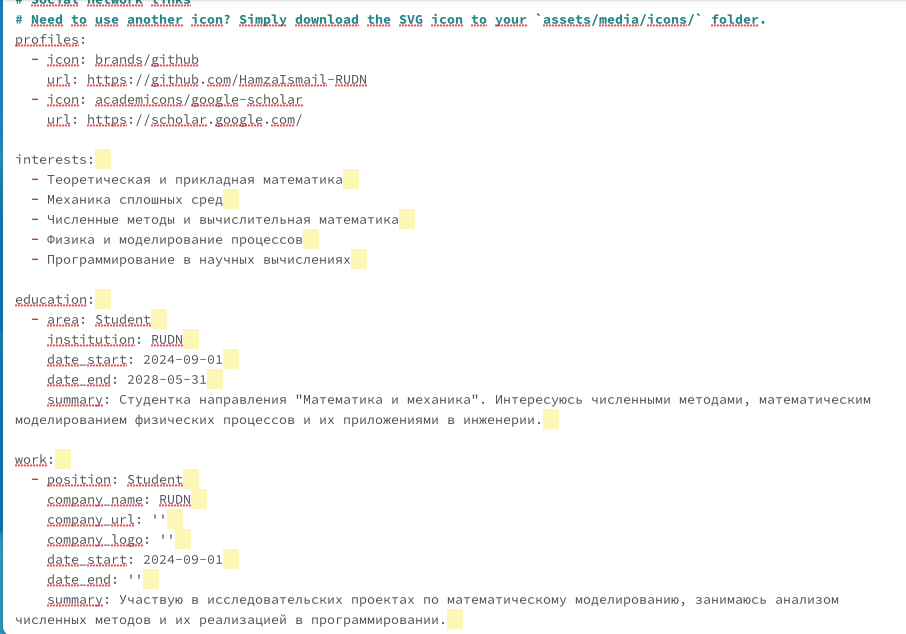 # Social network links
# Need to use another icon? Simply download the SVG icon to your `assets/media/icons/` folder.
profiles:
  - icon: brands/github
    url: https://github.com/HamzaIsmail-RUDN
  - icon: academicons/google-scholar
    url: https://scholar.google.com/

interests:
  - Теоретическая и прикладная математика
  - Механика сплошных сред
  - Численные методы и вычислительная математика
  - Физика и моделирование процессов
  - Программирование в научных вычислениях

education:
  - area: Student
    institution: RUDN
    date_start: 2024-09-01
    date_end: 2028-05-31
    summary: Студентка направления "Математика и механика". Интересуюсь численными методами, математическим
моделированием физических процессов и их приложениями в инженерии.

work:
  - position: Student
    company_name: RUDN
    company_url: ''
    company_logo: ''
    date_start: 2024-09-01
    date_end: ''
    summary: Участвую в исследовательских проектах по математическому моделированию, занимаюсь анализом
численных методов и их реализацией в программировании.